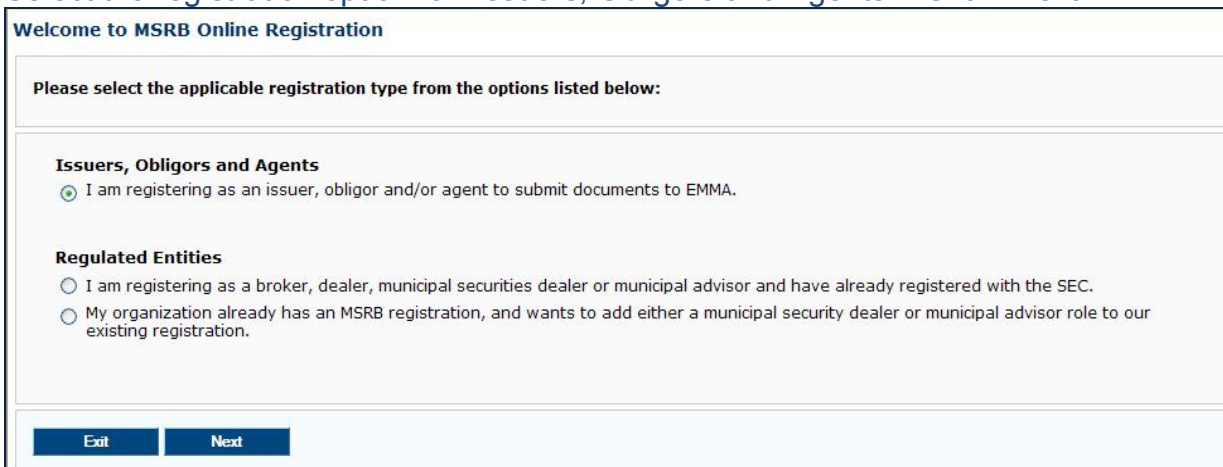 Welcome to MSRB Online Registration
Please select the applicable registration type from the options listed below:
Issuers, Obligors and Agents
I am registering as an issuer, obligor and/or agent to submit documents to EMMA.
Regulated Entities
I am registering as a broker, dealer, municipal securities dealer or municipal advisor and have already registered with the SEC.
My organization already has an MSRB registration, and wants to add either a municipal security dealer or municipal advisor role to our
existing registration.
Exit Next